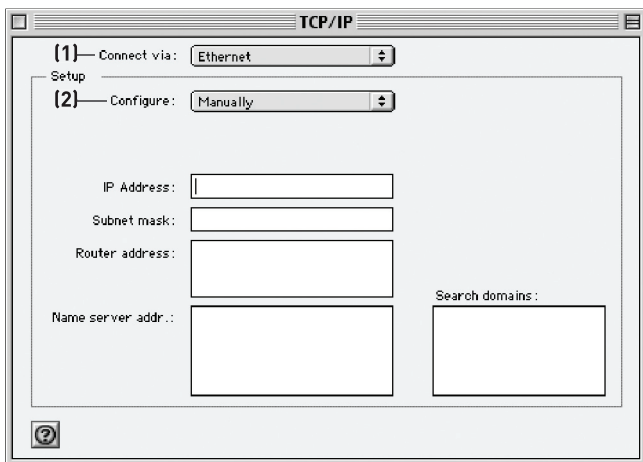 TCP/IP
(1) Connect via: Ethernet
Setup
(2) Configure: Manually
IP Address:
Subnet mask:
Router address:
Search domains:
Name server addr.:
?